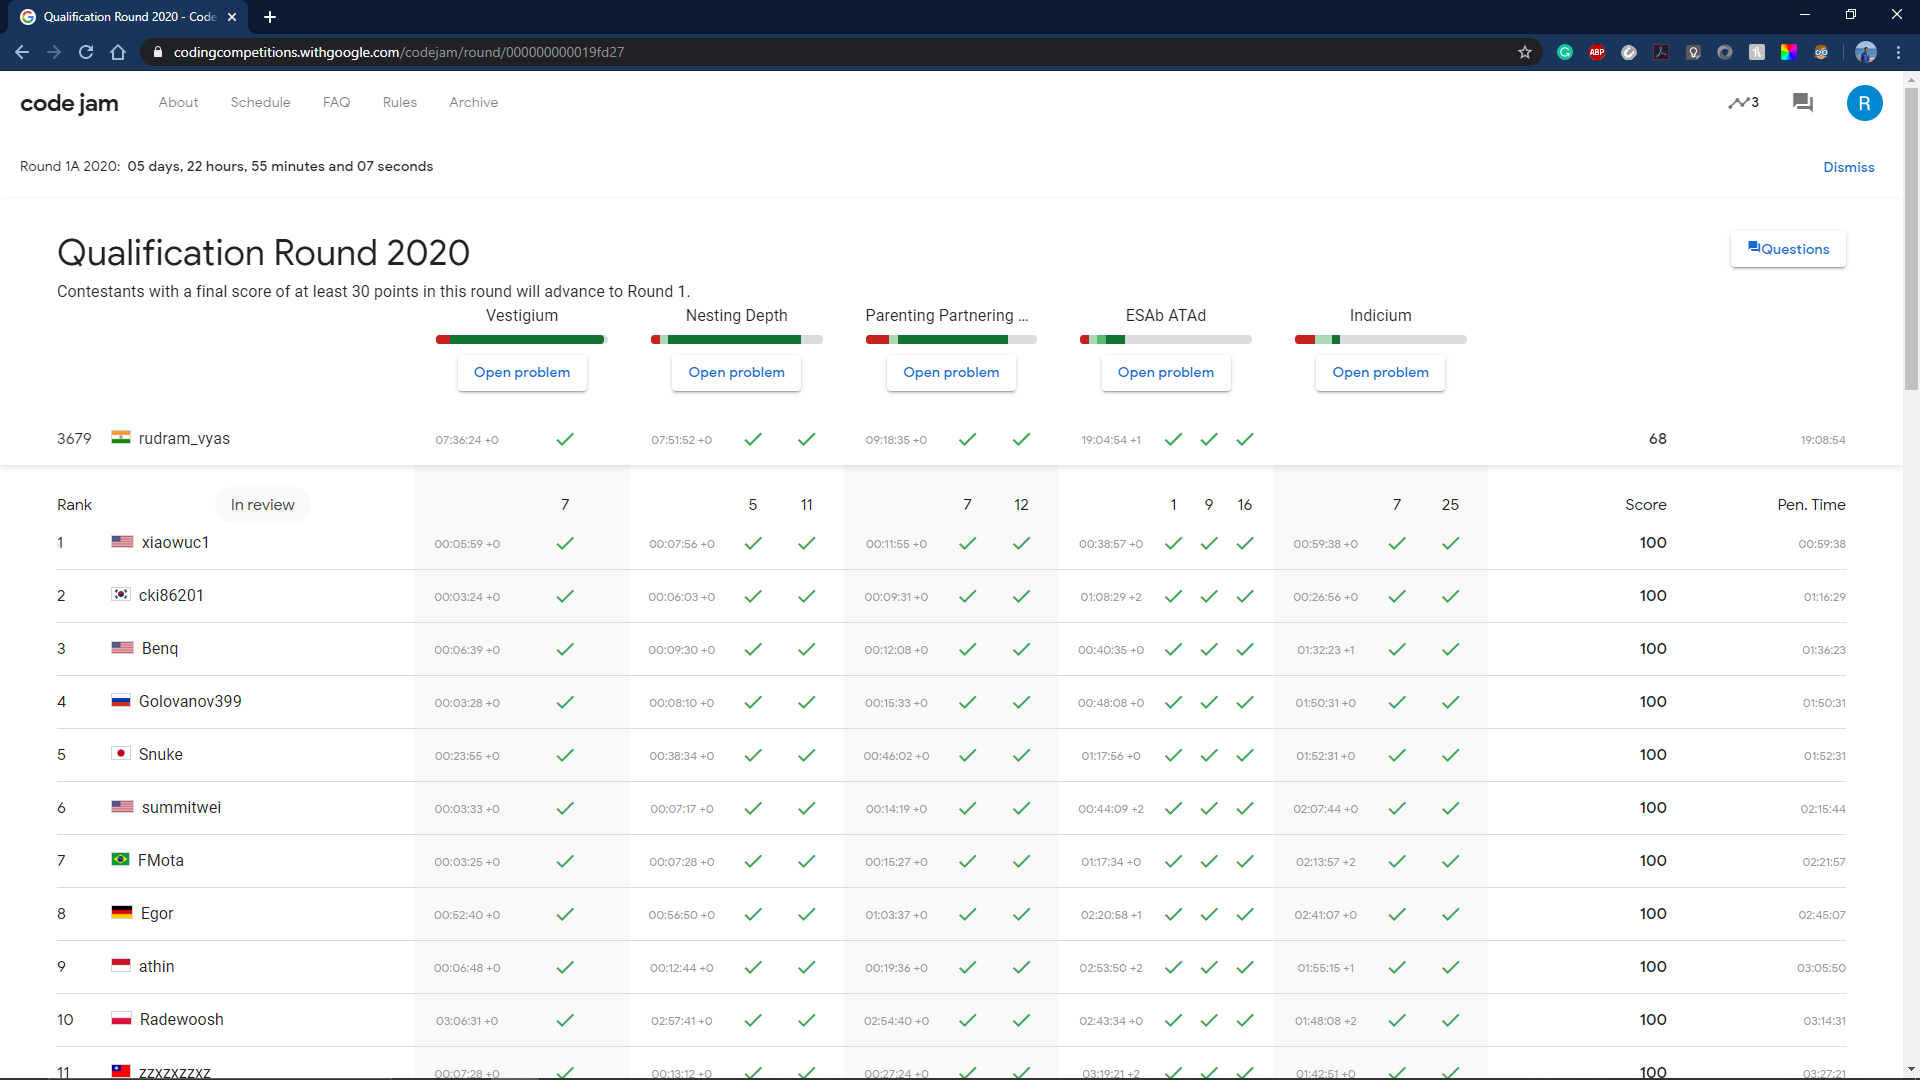 Qualification Round 2020 - Code
codingcompetitions.withgoogle.com/codejam/round/000000000019fd27
code jam About Schedule FAQ Rules Archive 3 R
Round 1A 2020: 05 days, 22 hours, 55 minutes and 07 seconds Dismiss
Qualification Round 2020 Questions
Contestants with a final score of at least 30 points in this round will advance to Round 1.
Vestigium Nesting Depth Parenting Partnering ... ESAb ATAd Indicium
Open problem Open problem Open problem Open problem Open problem
3679 rudram_vyas 07:36:24 +0 07:51:52 +0 09:18:35 +0 19:04:54 +1 68 19:08:54
Rank In review 7 5 11 7 12 1 9 16 7 25 Score Pen. Time
1 xiaowuc1 00:05:59 +0 00:07:56 +0 00:11:55 +0 00:38:57 +0 00:59:38 +0 100 00:59:38
2 cki86201 00:03:24 +0 00:06:03 +0 00:09:31 +0 01:08:29 +2 00:26:56 +0 100 01:16:29
3 Benq 00:06:39 +0 00:09:30 +0 00:12:08 +0 00:40:35 +0 01:32:23 +1 100 01:36:23
4 Golovanov399 00:03:28 +0 00:08:10 +0 00:15:33 +0 00:48:08 +0 01:50:31 +0 100 01:50:31
5 Snuke 00:23:55 +0 00:38:34 +0 00:46:02 +0 01:17:56 +0 01:52:31 +0 100 01:52:31
6 summitwei 00:03:33 +0 00:07:17 +0 00:14:19 +0 00:44:09 +2 02:07:44 +0 100 02:15:44
7 FMota 00:03:25 +0 00:07:28 +0 00:15:27 +0 01:17:34 +0 02:13:57 +2 100 02:21:57
8 Egor 00:52:40 +0 00:56:50 +0 01:03:37 +0 02:20:58 +1 02:41:07 +0 100 02:45:07
9 athin 00:06:48 +0 00:12:44 +0 00:19:36 +0 02:53:50 +2 01:55:15 +1 100 03:05:50
10 Radewoosh 03:06:31 +0 02:57:41 +0 02:54:40 +0 02:43:34 +0 01:48:08 +2 100 03:14:31
11 zzxzxzzxz 00:07:28 +0 00:13:12 +0 00:27:24 +0 03:19:21 +2 01:42:51 +0 100 03:27:21